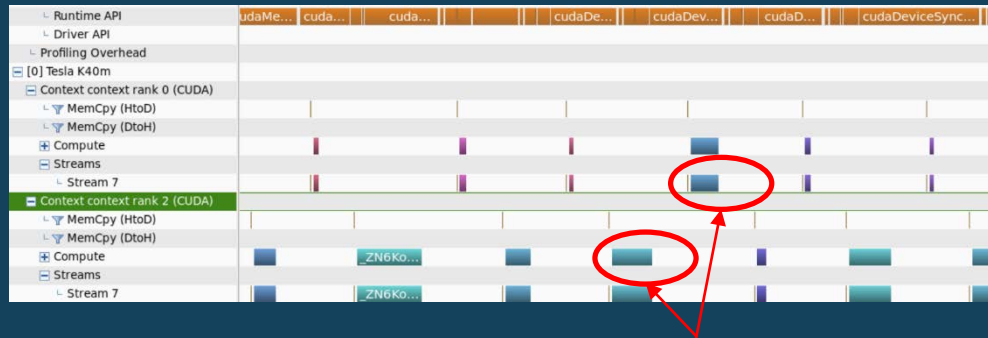 Runtime API udaMe... cuda... cuda... cudaDe... cudaDev... cudaD... cudaDeviceSync...
Driver API
Profiling Overhead
[0] Tesla K40m
Context context rank 0 (CUDA)
MemCpy (HtoD)
MemCpy (DtoH)
Compute
Streams
Stream 7
Context context rank 2 (CUDA)
MemCpy (HtoD)
MemCpy (DtoH)
Compute _ZN6Ko...
Streams
Stream 7 _ZN6Ko...